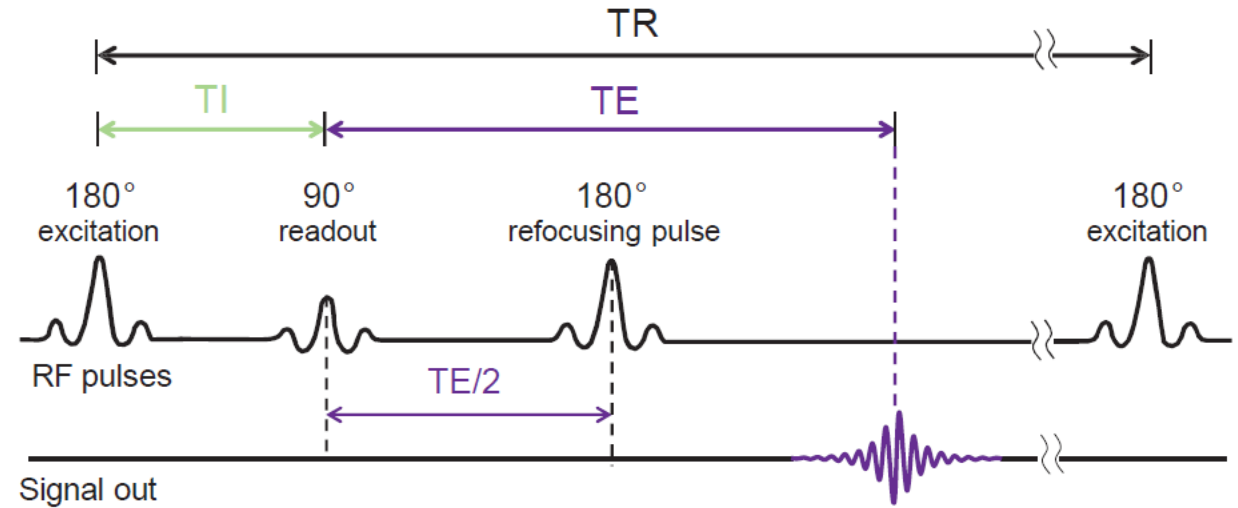 TR
TI
TE
180° 90° 180° 180°
excitation readout refocusing pulse excitation
RF pulses
TE/2
Signal out